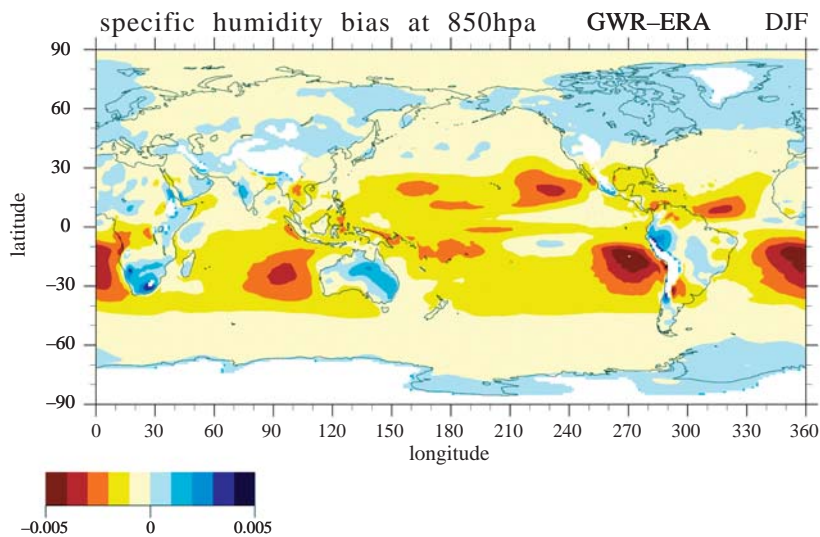 specific humidity bias at 850hpa GWR–ERA DJF
90
60
30
0
–30
–60
–90
latitude
0 30 60 90 120 150 180 210 240 270 300 330 360
longitude
–0.005 0 0.005